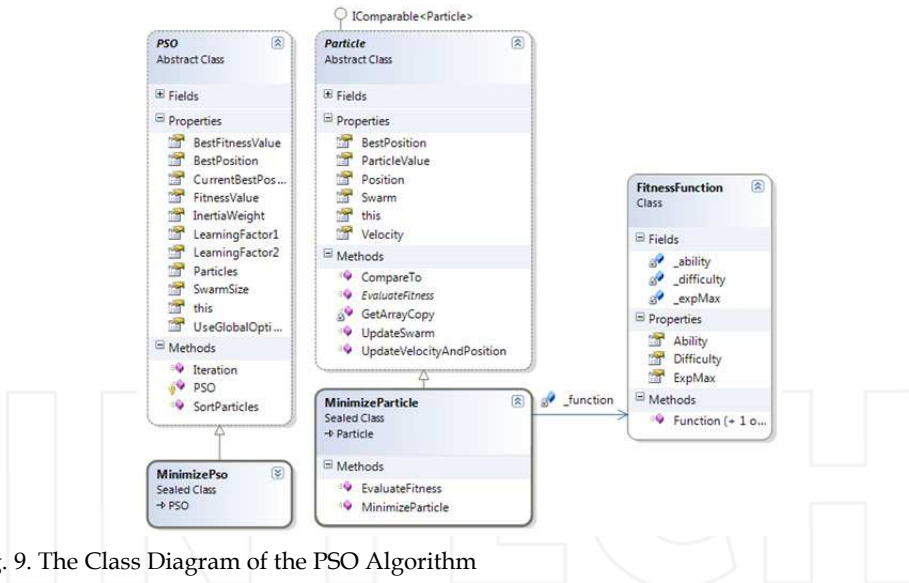 IComparable<Particle>
PSO
Abstract Class
Fields
Properties
BestFitnessValue
BestPosition
CurrentBestPos...
FitnessValue
InertiaWeight
LearningFactor1
LearningFactor2
Particles
SwarmSize
this
UseGlobalOpti...
Methods
Iteration
PSO
SortParticles
MinimizePso
Sealed Class
PSO
Particle
Abstract Class
Fields
Properties
BestPosition
ParticleValue
Position
Swarm
this
Velocity
Methods
CompareTo
EvaluateFitness
GetArrayCopy
UpdateSwarm
UpdateVelocityAndPosition
MinimizeParticle
Sealed Class
Particle
Methods
EvaluateFitness
MinimizeParticle
_function
FitnessFunction
Class
Fields
_ability
_difficulty
_expMax
Properties
Ability
Difficulty
ExpMax
Methods
Function (+ 1 o...
g. 9. The Class Diagram of the PSO Algorithm